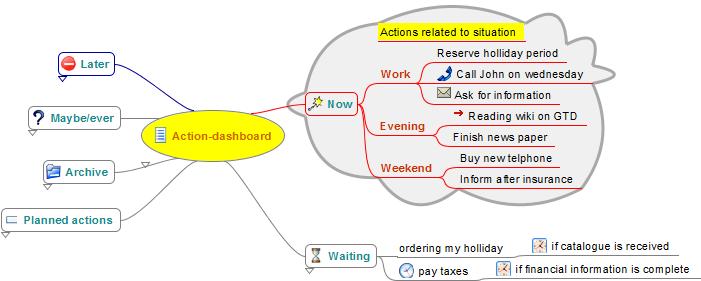 Actions related to situation
Later
Maybe/ever
Archive
Planned actions
Action-dashboard
Now
Work
Reserve holliday period
Call John on wednesday
Ask for information
Evening
Reading wiki on GTD
Finish news paper
Weekend
Buy new telphone
Inform after insurance
Waiting
ordering my holliday
if catalogue is received
pay taxes
if financial information is complete